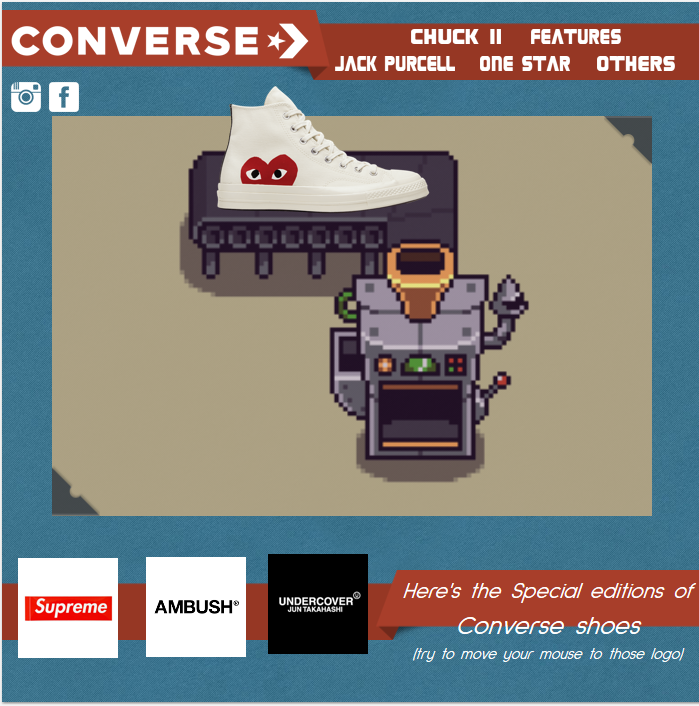 CONVERSE
CHUCK II FEATURES
JACK PURCELL ONE STAR OTHERS
Supreme
AMBUSH®
UNDERCOVER
JUN TAKAHASHI
Here's the Special editions of
Converse shoes
(try to move your mouse to those logo)